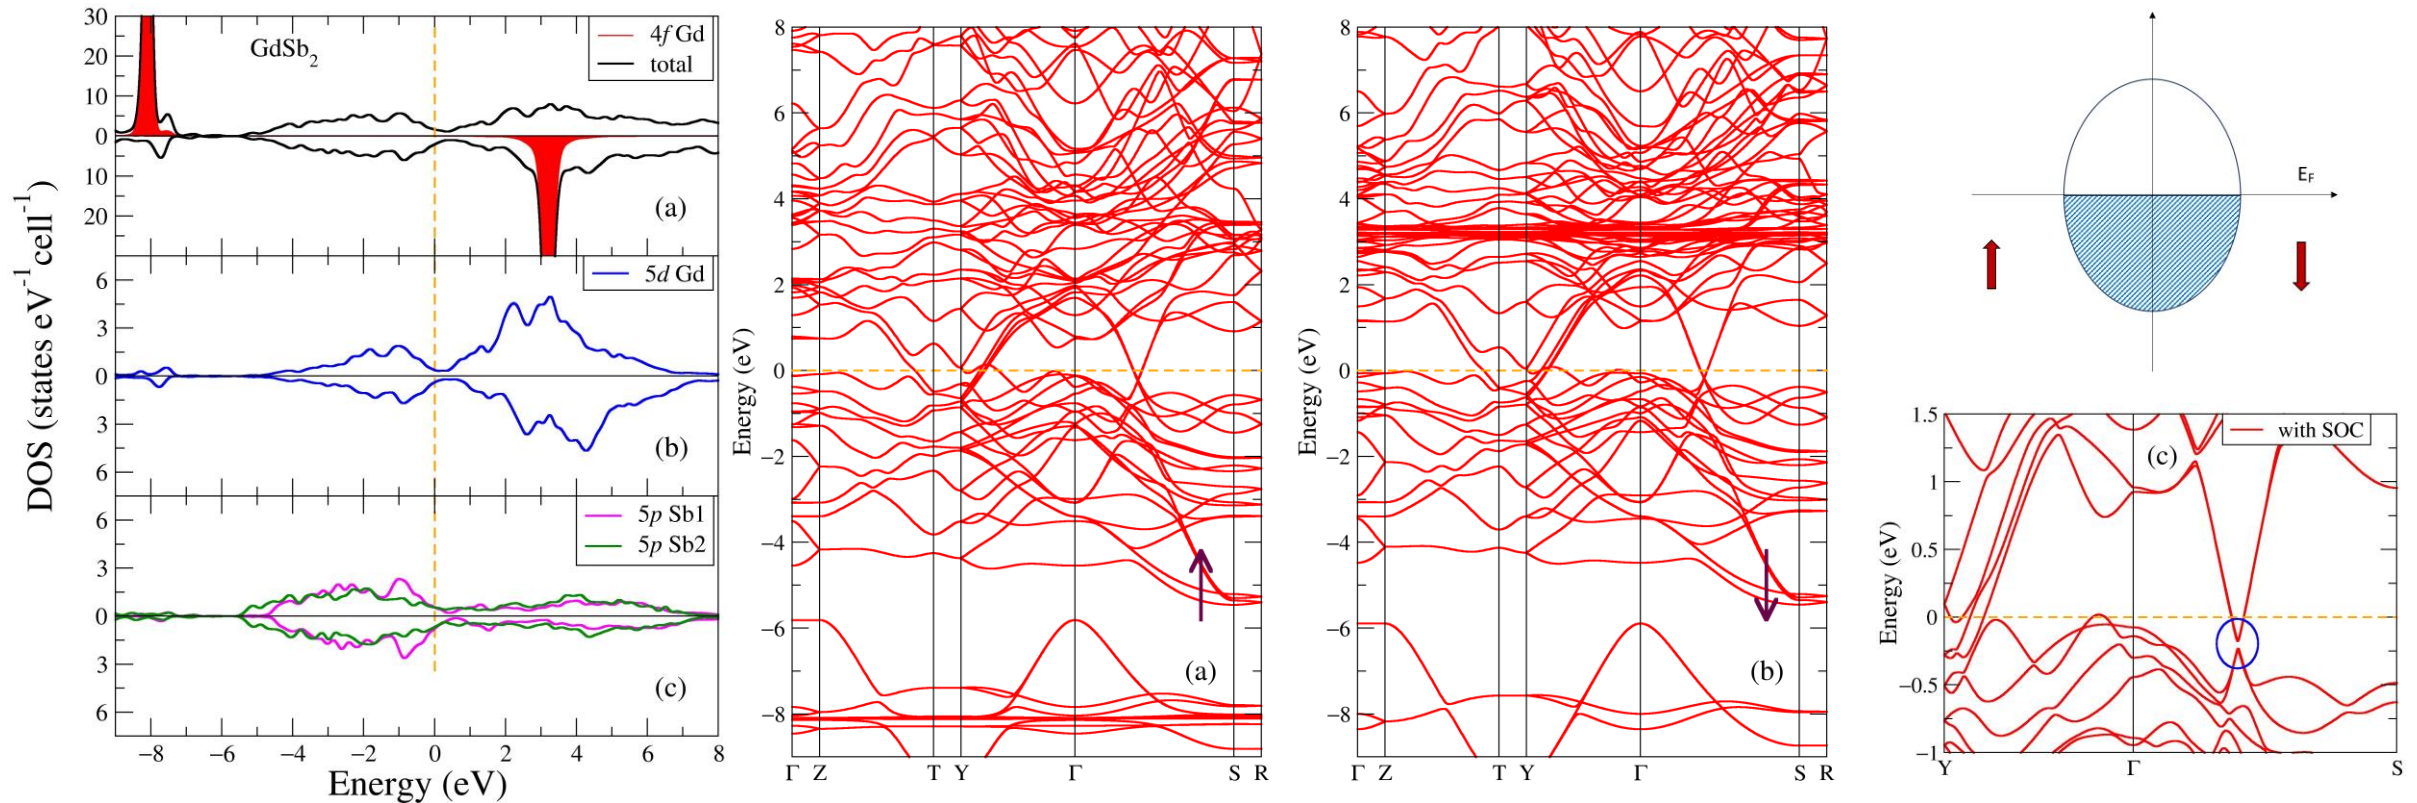 30
20
10
0
10
20
GdSb2
4f Gd
total
(a)
6
3
0
3
6
5d Gd
(b)
6
3
0
3
6
5p Sb1
5p Sb2
(c)
DOS (states eV-1cell-1)
−8 −6 −4 −2 0 2 4 6 8
Energy (eV)
8
6
4
2
0
−2
−4
−6
−8
Energy (eV)
(a)
Γ Z T Y Γ S R
8
6
4
2
0
−2
−4
−6
−8
Energy (eV)
(b)
Γ Z T Y Γ S R
EF
1.5
1
0.5
0
−0.5
−1
Energy (eV)
with SOC
(c)
Y Γ S